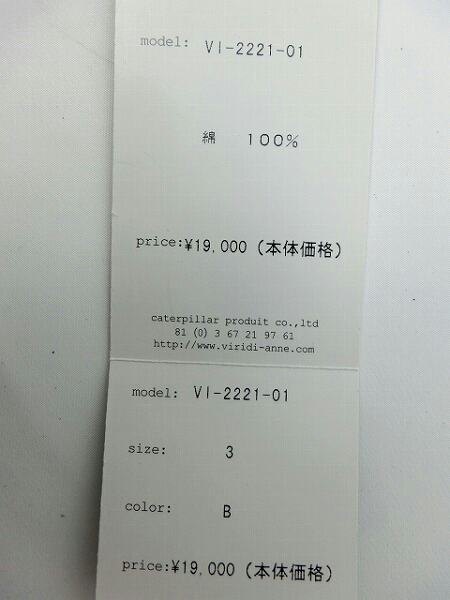 model: VI-2221-01
綿 100%
price:¥19,000 (本体価格)
caterpillar produit co.,ltd
81 (0) 3 67 21 97 61
http://www.viridi-anne.com
model: VI-2221-01
size: 3
color: B
price:¥19,000 (本体価格)